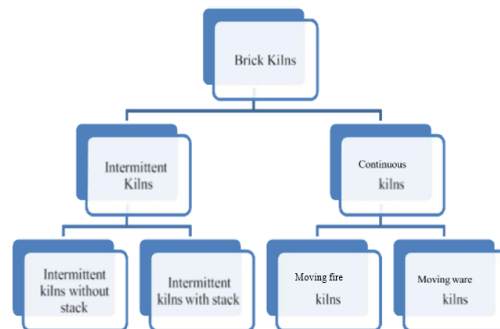 Brick Kilns
Intermittent
Kilns
Continuous
kilns
Intermittent
kilns without
stack
Intermittent
kilns with stack
Moving fire
kilns
Moving ware
kilns